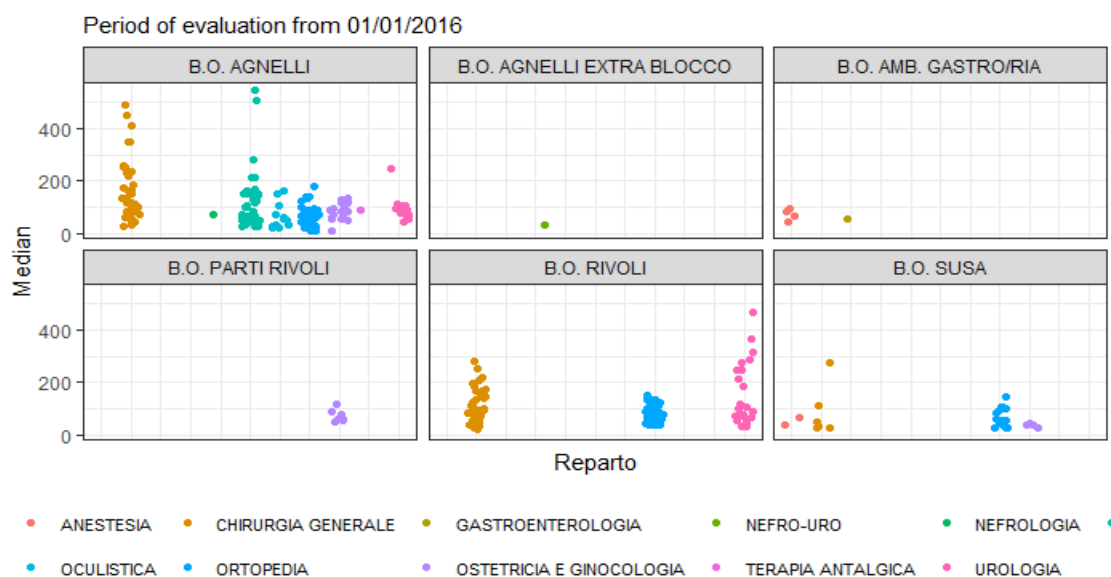 Period of evaluation from 01/01/2016
B.O. AGNELLI B.O. AGNELLI EXTRA BLOCCO B.O. AMB. GASTRO/RIA
400
200
0
Median
B.O. PARTI RIVOLI B.O. RIVOLI B.O. SUSA
400
200
0
Reparto
ANESTESIA CHIRURGIA GENERALE GASTROENTEROLOGIA NEFRO-URO NEFROLOGIA
OCULISTICA ORTOPEDIA OSTETRICIA E GINOCOLOGIA TERAPIA ANTALGICA UROLOGIA